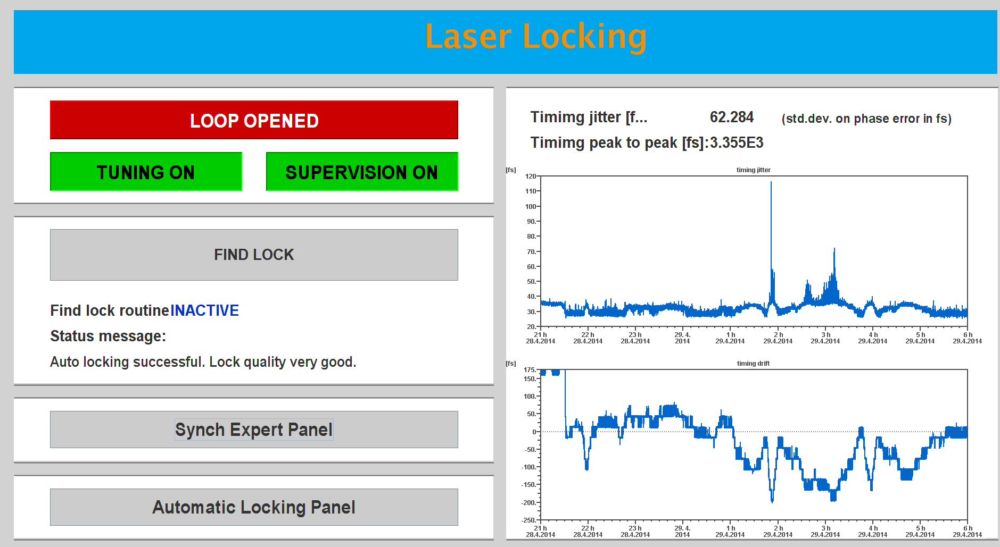 Laser Locking
LOOP OPENED
TUNING ON
SUPERVISION ON
FIND LOCK
Find lock routine INACTIVE
Status message:
Auto locking successful. Lock quality very good.
Synch Expert Panel
Automatic Locking Panel
Timimg jitter [f... 62.284 (std.dev. on phase error in fs)
Timimg peak to peak [fs]: 3.355E3
[fs] timing jitter
120
110
100
90.
80.
70.
60.
50.
40.
30.
20.
21 h 22 h 23 h 29. 4. 1 h 2 h 3 h 4 h 5 h 6 h
28.4.2014 28.4.2014 28.4.2014 2014 29.4.2014 29.4.2014 29.4.2014 29.4.2014 29.4.2014 29.4.2014
[fs] timing drift
175.
150.
100.
50.
0
-50.
-100.
-150.
-200.
-250.
21 h 22 h 23 h 29. 4. 1 h 2 h 3 h 4 h 5 h 6 h
28.4.2014 28.4.2014 28.4.2014 2014 29.4.2014 29.4.2014 29.4.2014 29.4.2014 29.4.2014 29.4.2014